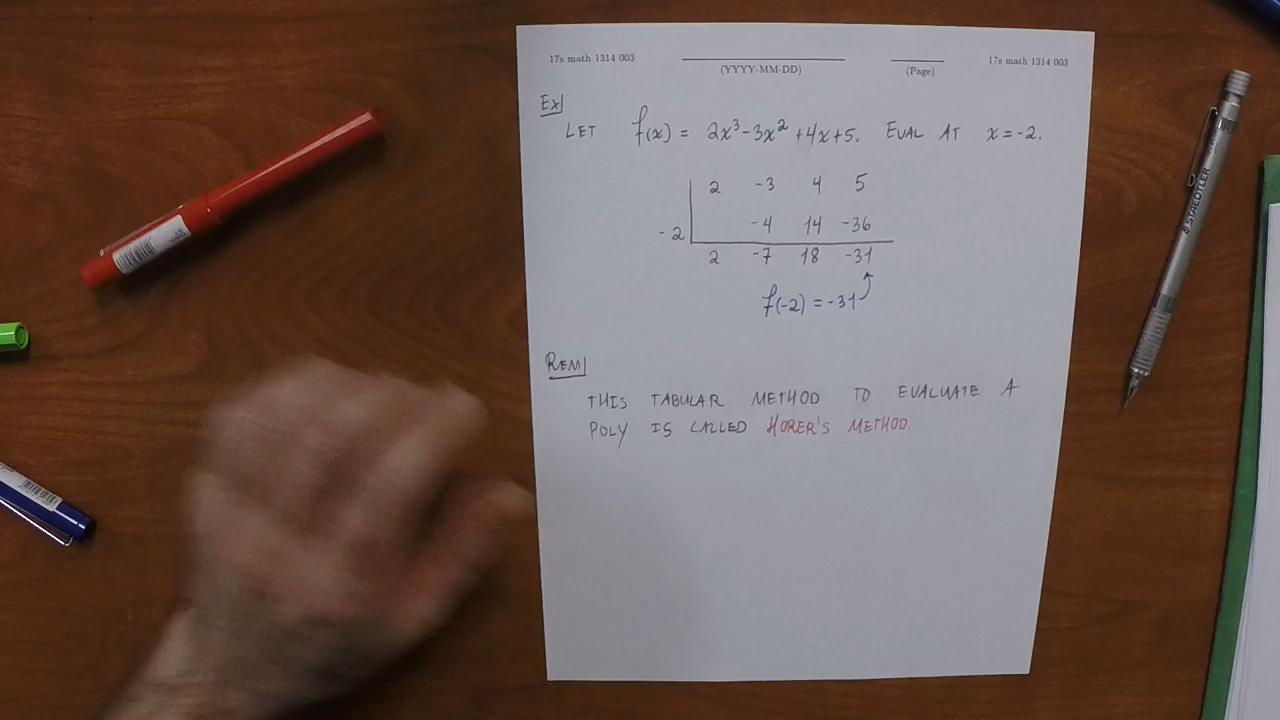 17s math 1314 003 (YYYY-MM-DD) (Page) 17s math 1314 003
Ex
LET f(x) = 2x³-3x²+4x+5. EVAL AT x=-2.
2 -3 4 5
-2 -4 14 -36
2 -7 18 -31
f(-2) = -31
REM
THIS TABULAR METHOD TO EVALUATE A
POLY IS CALLED HORER'S METHOD
STAEDTLER